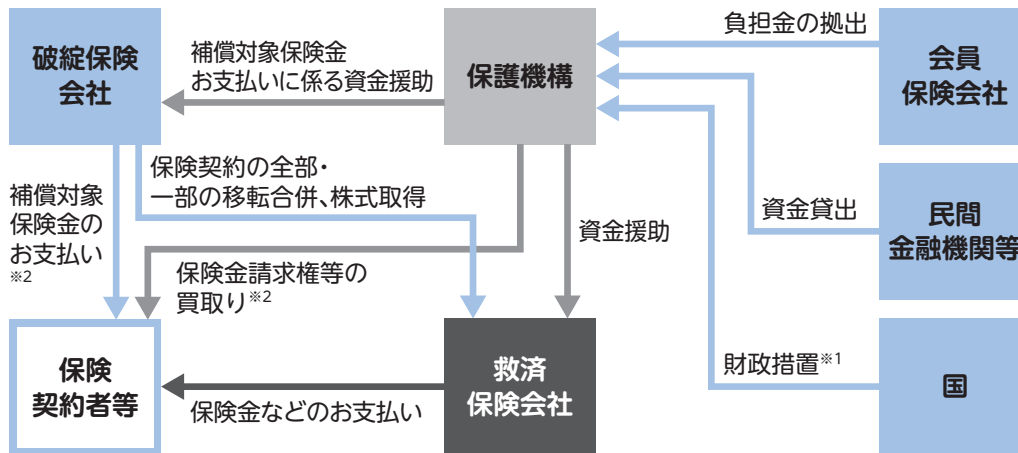 破綻保険
会社
補償対象保険金
お支払いに係る資金援助
保護機構
負担金の拠出
会員
保険会社
補償対象
保険金の
お支払い
※2
保険契約の全部・
一部の移転合併、株式取得
資金援助
資金貸出
民間
金融機関等
保険金請求権等の
買取り※2
保険
契約者等
保険金などのお支払い
救済
保険会社
財政措置※1
国